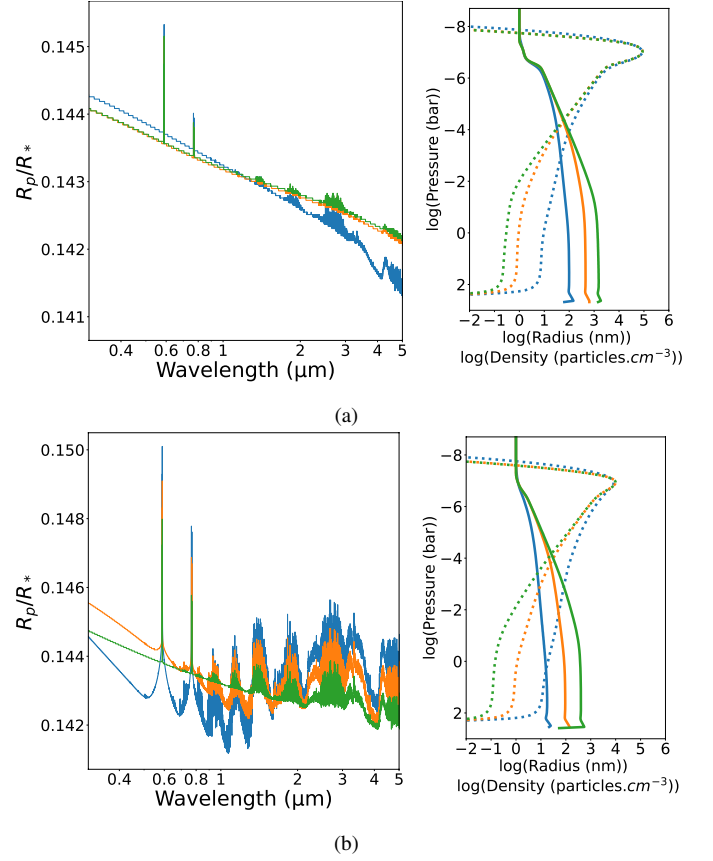 0.145
0.144
0.143
0.142
0.141
R_p/R_*
0.4 0.6 0.8 1 2 3 4 5
Wavelength (μm)
−8
−6
−4
−2
0
2
log(Pressure (bar))
−2 −1 0 1 2 3 4 5 6
log(Radius (nm))
log(Density (particles.cm^{−3}))
(a)
0.150
0.148
0.146
0.144
0.142
R_p/R_*
0.4 0.6 0.8 1 2 3 4 5
Wavelength (μm)
−8
−6
−4
−2
0
2
log(Pressure (bar))
−2 −1 0 1 2 3 4 5 6
log(Radius (nm))
log(Density (particles.cm^{−3}))
(b)